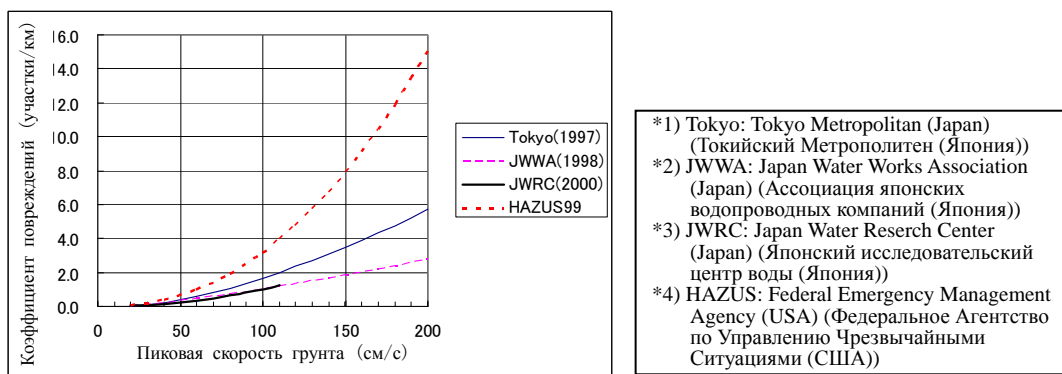 Коэффициент повреждений (участки/км)
16.0
14.0
12.0
10.0
8.0
6.0
4.0
2.0
0.0
0 50 100 150 200
Пиковая скорость грунта (см/с)
Tokyo(1997)
JWWA(1998)
JWRC(2000)
HAZUS99
*1) Tokyo: Tokyo Metropolitan (Japan)
(Токийский Метрополитен (Япония))
*2) JWWA: Japan Water Works Association
(Japan) (Ассоциация японских
водопроводных компаний (Япония))
*3) JWRC: Japan Water Reserch Center
(Japan) (Японский исследовательский
центр воды (Япония))
*4) HAZUS: Federal Emergency Management
Agency (USA) (Федеральное Агентство
по Управлению Чрезвычайными
Ситуациями (США))